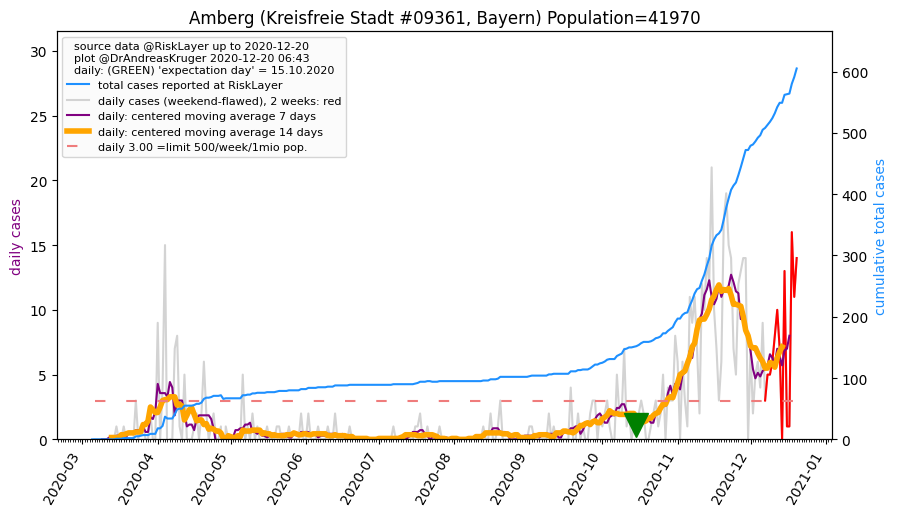 Amberg (Kreisfreie Stadt #09361, Bayern) Population=41970
source data @RiskLayer up to 2020-12-20
plot @DrAndreasKruger 2020-12-20 06:43
daily: (GREEN) 'expectation day' = 15.10.2020
total cases reported at RiskLayer
daily cases (weekend-flawed), 2 weeks: red
daily: centered moving average 7 days
daily: centered moving average 14 days
daily 3.00 =limit 500/week/1mio pop.
daily cases
30
25
20
15
10
5
0
cumulative total cases
600
500
400
300
200
100
0
2020-03
2020-04
2020-05
2020-06
2020-07
2020-08
2020-09
2020-10
2020-11
2020-12
2021-01